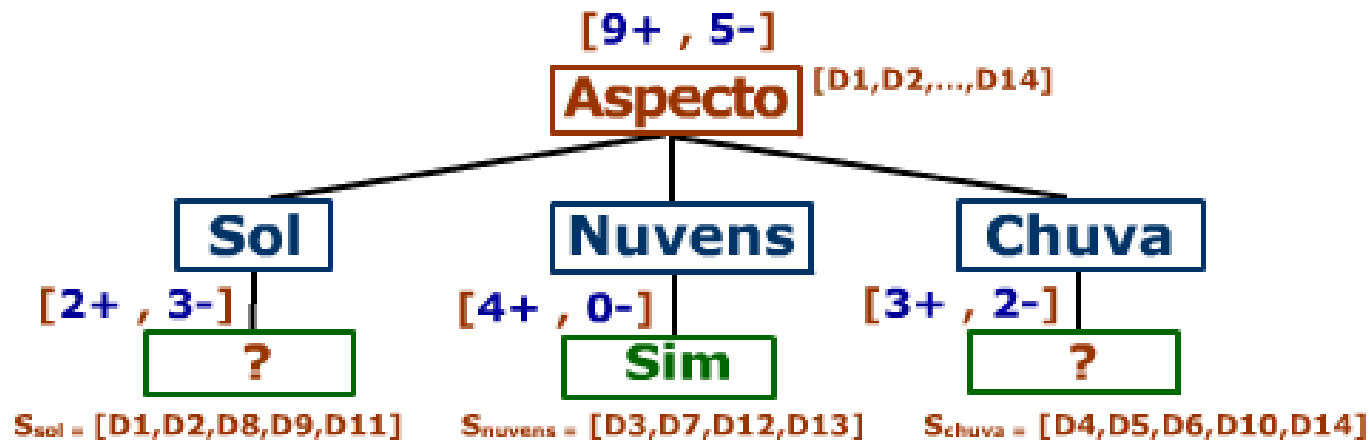 [9+ , 5-]
Aspecto [D1,D2,...,D14]
Sol Nuvens Chuva
[2+ , 3-] [4+ , 0-] [3+ , 2-]
? Sim ?
Ssol = [D1,D2,D8,D9,D11] Snuvens = [D3,D7,D12,D13] Schuva = [D4,D5,D6,D10,D14]